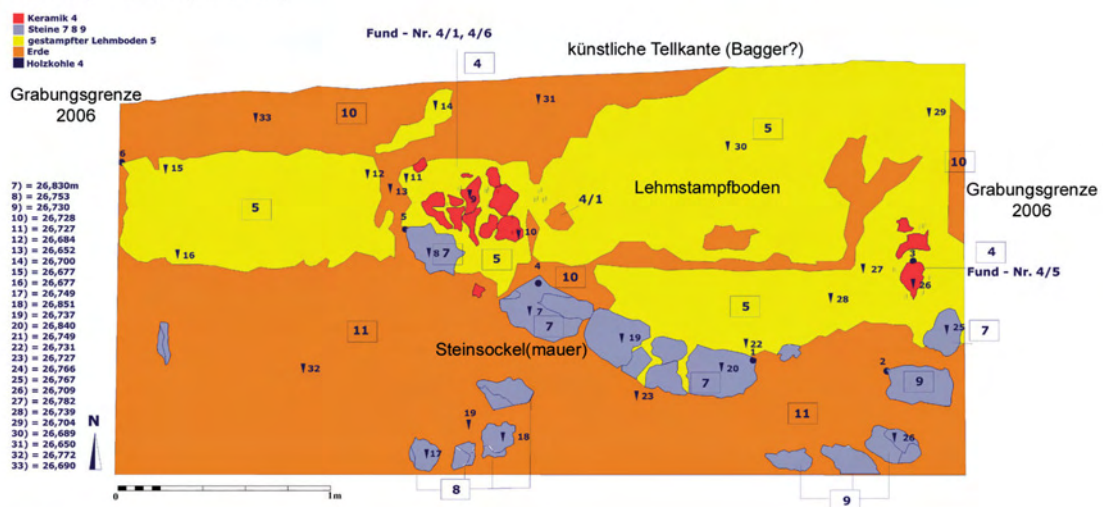 Keramik 4
Steine 7 8 9
gestampfter Lehmboden 5
Erde
Holzkohle 4
Fund - Nr. 4/1, 4/6
4
künstliche Tellkante (Bagger?)
Grabungsgrenze
2006
33
10
14
31
5
30
29
6
15
12
13
11
9
10
Lehmstampfboden
4/1
10
Grabungsgrenze
2006
5
5
16
8
7
5
10
4
10
3
4
Fund - Nr. 4/5
27
26
28
7) = 26,830m
8) = 26,753
9) = 26,730
10) = 26,728
11) = 26,727
12) = 26,684
13) = 26,652
14) = 26,700
15) = 26,677
16) = 26,677
17) = 26,749
18) = 26,851
19) = 26,737
20) = 26,840
21) = 26,749
22) = 26,731
23) = 26,727
24) = 26,766
25) = 26,767
26) = 26,709
27) = 26,782
28) = 26,739
29) = 26,704
30) = 26,689
31) = 26,650
32) = 26,772
33) = 26,690
N
11
7
7
5
19
Steinsockel(mauer)
22
1
20
7
25
7
2
9
32
23
11
19
18
17
26
8
9
0
1m